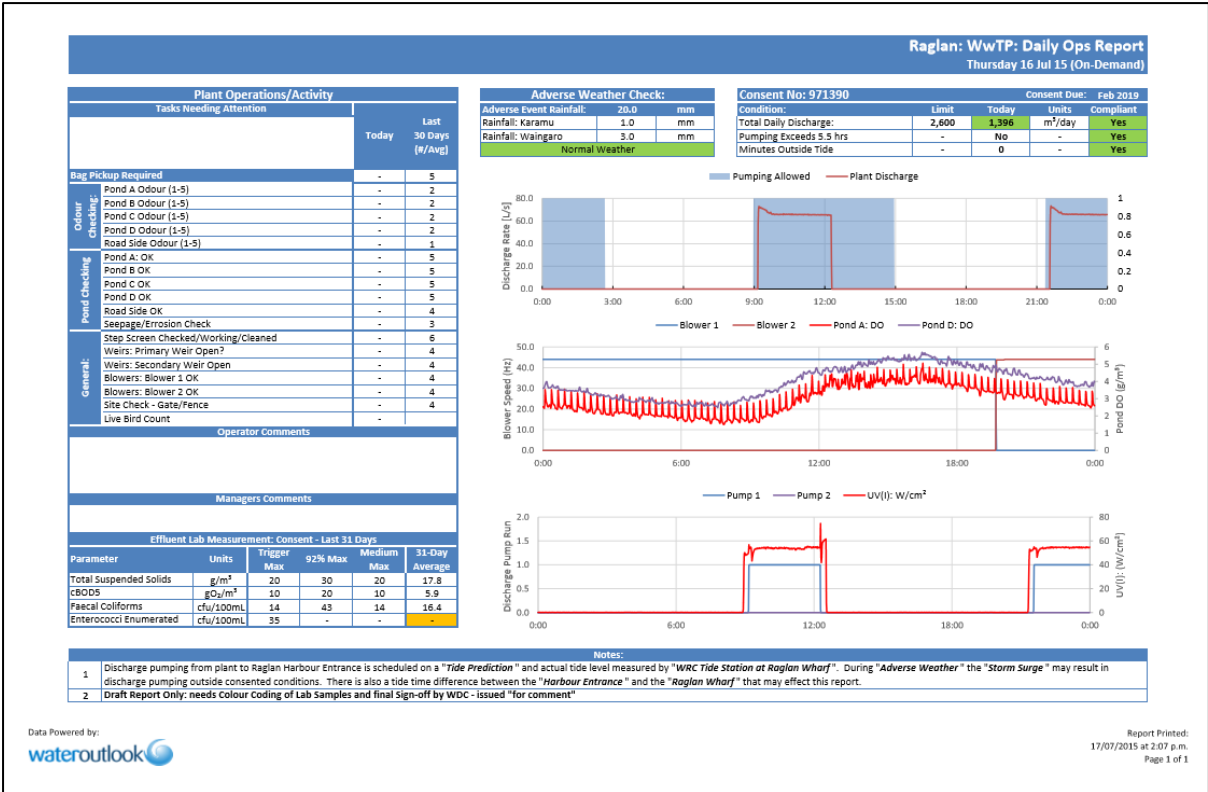 Raglan: WwTP: Daily Ops Report
Thursday 16 Jul 15 (On-Demand)
Plant Operations/Activity
Tasks Needing Attention
Today
Last
30 Days
(#/Avg)
Bag Pickup Required - 5
Odour Checking:
Pond A Odour (1-5) - 2
Pond B Odour (1-5) - 2
Pond C Odour (1-5) - 2
Pond D Odour (1-5) - 2
Road Side Odour (1-5) - 1
Pond Checking
Pond A: OK - 5
Pond B OK - 5
Pond C OK - 5
Pond D OK - 5
Road Side OK - 4
Seepage/Errosion Check - 3
General:
Step Screen Checked/Working/Cleaned - 6
Weirs: Primary Weir Open? - 4
Weirs: Secondary Weir Open - 4
Blowers: Blower 1 OK - 4
Blowers: Blower 2 OK - 4
Site Check - Gate/Fence - 4
Live Bird Count -
Operator Comments
Managers Comments
Effluent Lab Measurement: Consent - Last 31 Days
Parameter Units Trigger Max 92% Max Medium Max 31-Day Average
Total Suspended Solids g/m³ 20 30 20 17.8
cBOD5 gO₂/m³ 10 20 10 5.9
Faecal Coliforms cfu/100mL 14 43 14 16.4
Enterococci Enumerated cfu/100mL 35 - - -
Adverse Weather Check:
Adverse Event Rainfall: 20.0 mm
Rainfall: Karamu 1.0 mm
Rainfall: Waingaro 3.0 mm
Normal Weather
Consent No: 971390 Consent Due: Feb 2019
Condition: Limit Today Units Compliant
Total Daily Discharge: 2,600 1,396 m³/day Yes
Pumping Exceeds 5.5 hrs - No - Yes
Minutes Outside Tide - 0 - Yes
Pumping Allowed Plant Discharge
Discharge Rate [L/s]
80.0 1
60.0 0.8
40.0 0.6
20.0 0.4
0.0 0.2
0
0:00 3:00 6:00 9:00 12:00 15:00 18:00 21:00 0:00
Blower 1 Blower 2 Pond A: DO Pond D: DO
Blower Speed (Hz)
50.0 6
40.0 5
30.0 4
20.0 3
10.0 2
0.0 1
0
Pond DO (g/m³)
0:00 6:00 12:00 18:00 0:00
Pump 1 Pump 2 UV(I): W/cm²
Discharge Pump Run
2.0 80
1.5 60
1.0 40
0.5 20
0.0 0
UV(I): (W/cm²)
0:00 6:00 12:00 18:00 0:00
Notes:
1 Discharge pumping from plant to Raglan Harbour Entrance is scheduled on a "Tide Prediction" and actual tide level measured by "WRC Tide Station at Raglan Wharf". During "Adverse Weather" the "Storm Surge" may result in
discharge pumping outside consented conditions. There is also a tide time difference between the "Harbour Entrance" and the "Raglan Wharf" that may effect this report.
2 Draft Report Only: needs Colour Coding of Lab Samples and final Sign-off by WDC - issued "for comment"
Data Powered by:
wateroutlook
Report Printed:
17/07/2015 at 2:07 p.m.
Page 1 of 1